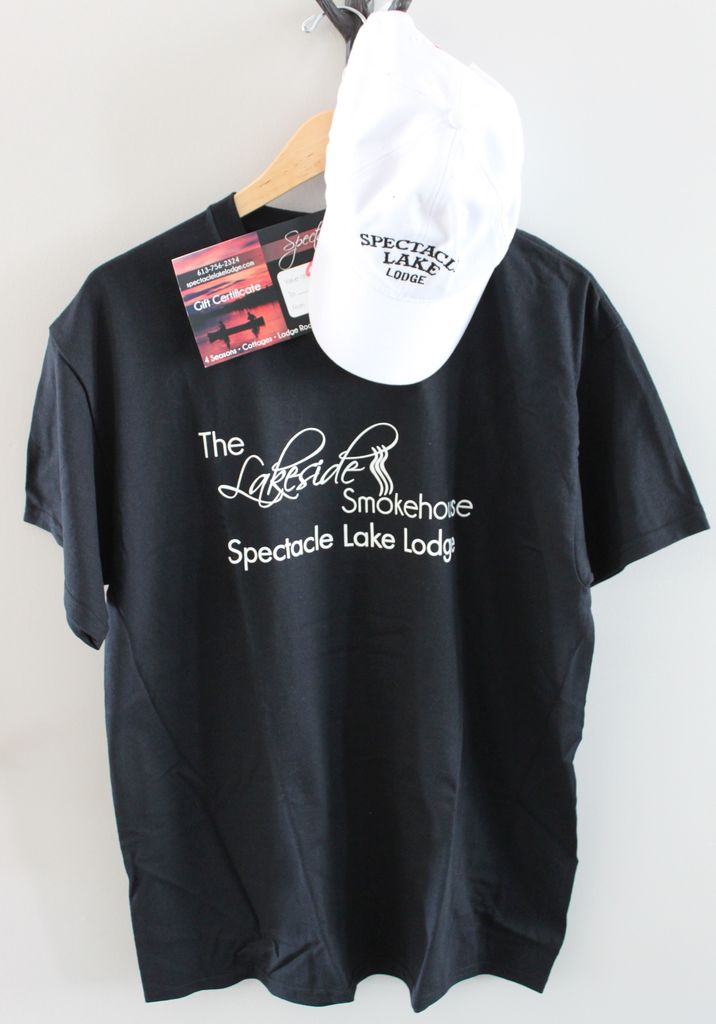 SPECTACLE
LAKE
LODGE
613-756-2324
spectaclelakelodge.com
Gift Certificate
4 Seasons • Cottages • Lodge
The
Lakeside
Smokehouse
Spectacle Lake Lodge